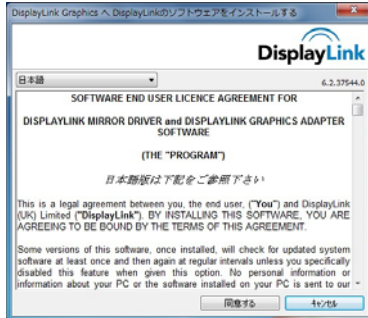 DisplayLink Graphics へ DisplayLinkのソフトウェアをインストールする
DisplayLink
日本語
6.2.37544.0
SOFTWARE END USER LICENCE AGREEMENT FOR
DISPLAYLINK MIRROR DRIVER and DISPLAYLINK GRAPHICS ADAPTER
SOFTWARE
(THE "PROGRAM")
日本語版は下記をご参照下さい
This is a legal agreement between you, the end user, ("You") and DisplayLink
(UK) Limited ("DisplayLink"). BY INSTALLING THIS SOFTWARE, YOU ARE
AGREEING TO BE BOUND BY THE TERMS OF THIS AGREEMENT.
Some versions of this software, once installed, will check for updated system
software at least once and then again at regular intervals unless you specifically
disabled this feature when given this option. No personal information or
information about your PC or the software installed on your PC is sent to our
同意する
キャンセル